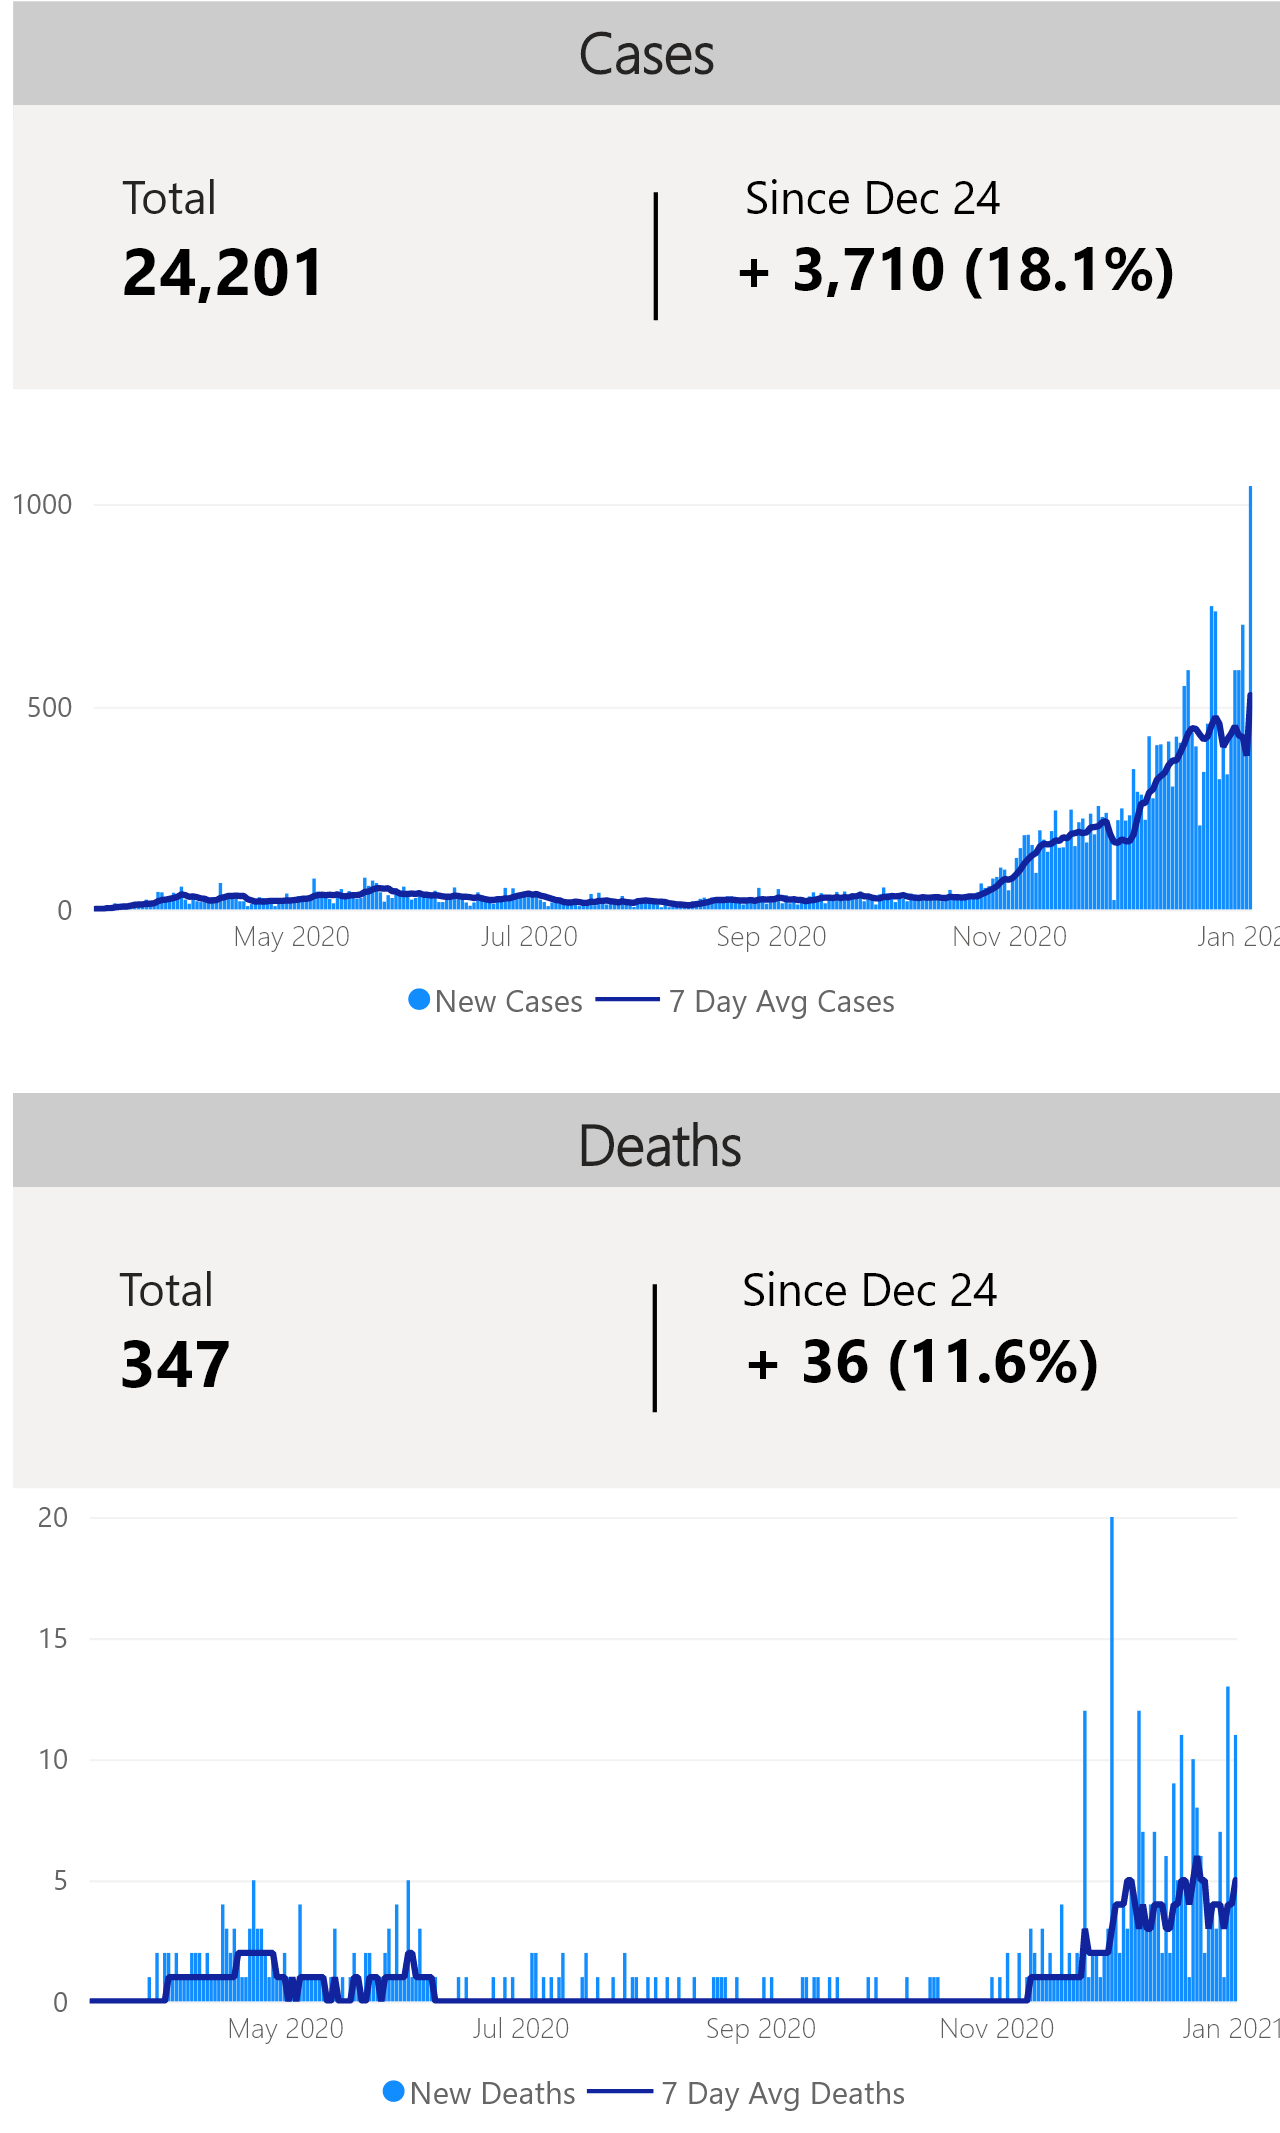 Cases
Total
Since Dec 24
24,201
+ 3,710 (18.1%)
1000
500
0
May 2020
Jul 2020
Sep 2020
Nov 2020
Jan 202
New Cases
7 Day Avg Cases
Deaths
Total
Since Dec 24
347
+ 36 (11.6%)
20
15
10
5
0
May 2020
Jul 2020
Sep 2020
Nov 2020
Jan 2021
New Deaths
7 Day Avg Deaths